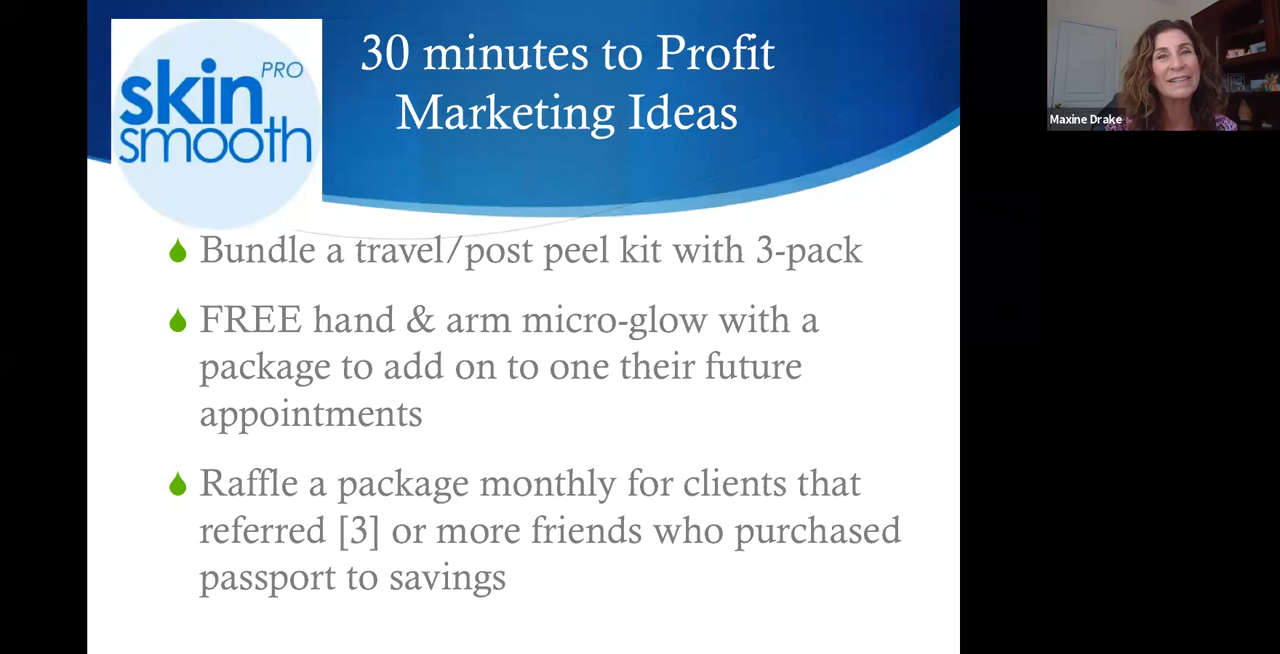 skin PRO
smooth
30 minutes to Profit
Marketing Ideas
Maxine Drake
Bundle a travel/post peel kit with 3-pack
FREE hand & arm micro-glow with a
package to add on to one their future
appointments
Raffle a package monthly for clients that
referred [3] or more friends who purchased
passport to savings